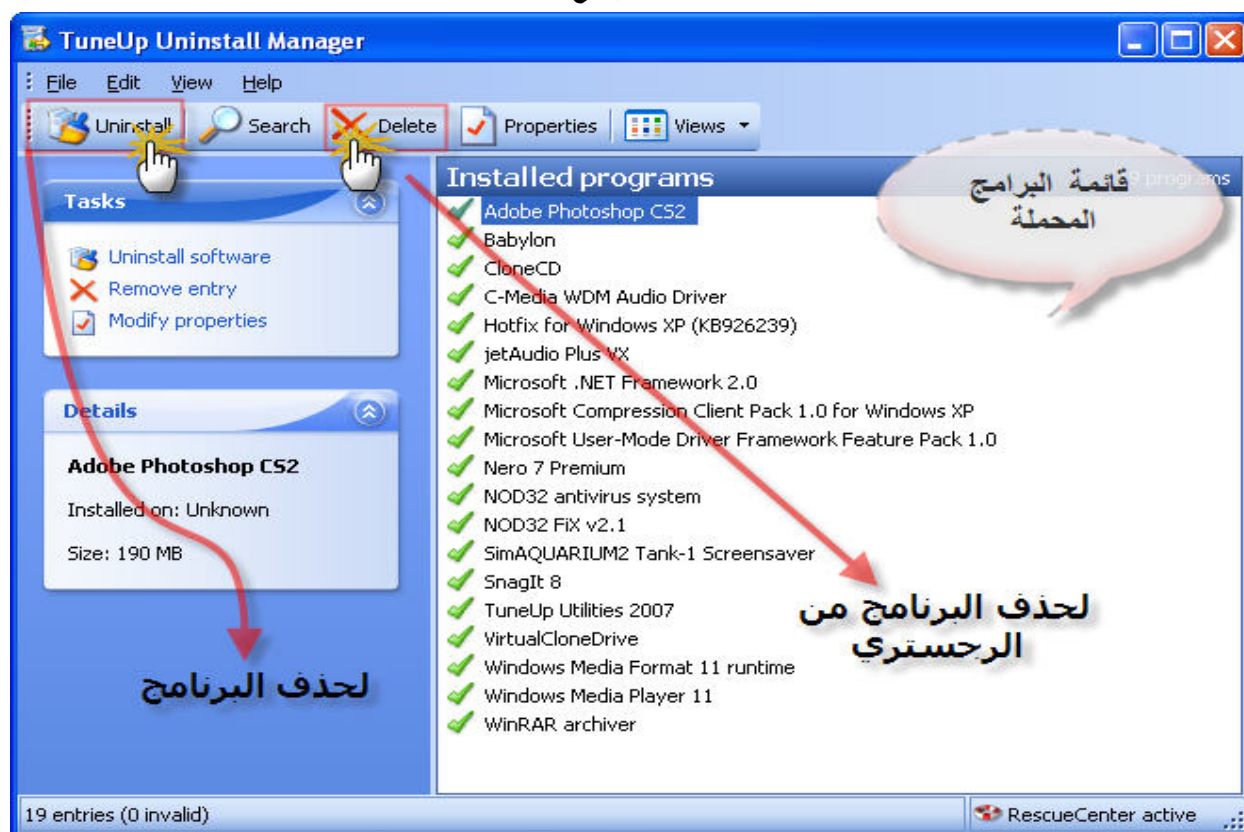 TuneUp Uninstall Manager
File Edit View Help
Uninstall Search Delete Properties Views
Tasks
Uninstall software
Remove entry
Modify properties
Details
Adobe Photoshop CS2
Installed on: Unknown
Size: 190 MB
لحذف البرنامج
Installed programs
programs
قائمة البرامج
المحملة
Adobe Photoshop CS2
Babylon
CloneCD
C-Media WDM Audio Driver
Hotfix for Windows XP (KB926239)
jetAudio Plus VX
Microsoft .NET Framework 2.0
Microsoft Compression Client Pack 1.0 for Windows XP
Microsoft User-Mode Driver Framework Feature Pack 1.0
Nero 7 Premium
NOD32 antivirus system
NOD32 FiX v2.1
SimAQUARIUM2 Tank-1 Screensaver
SnagIt 8
TuneUp Utilities 2007
VirtualCloneDrive
Windows Media Format 11 runtime
Windows Media Player 11
WinRAR archiver
لحذف البرنامج من
الرجستري
19 entries (0 invalid)
RescueCenter active